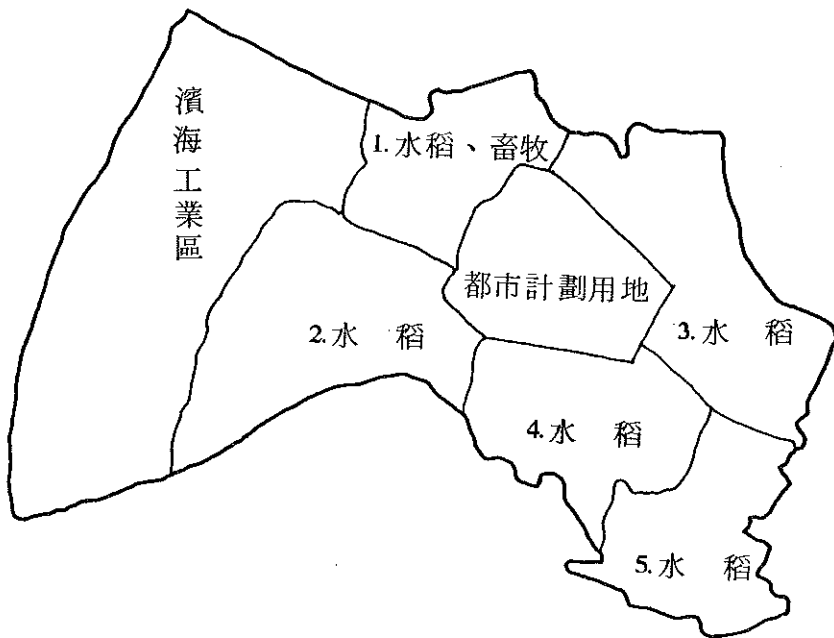 濱海工業區
1.水稻、畜牧
都市計劃用地
2.水 稻
3.水 稻
4.水 稻
5.水 稻